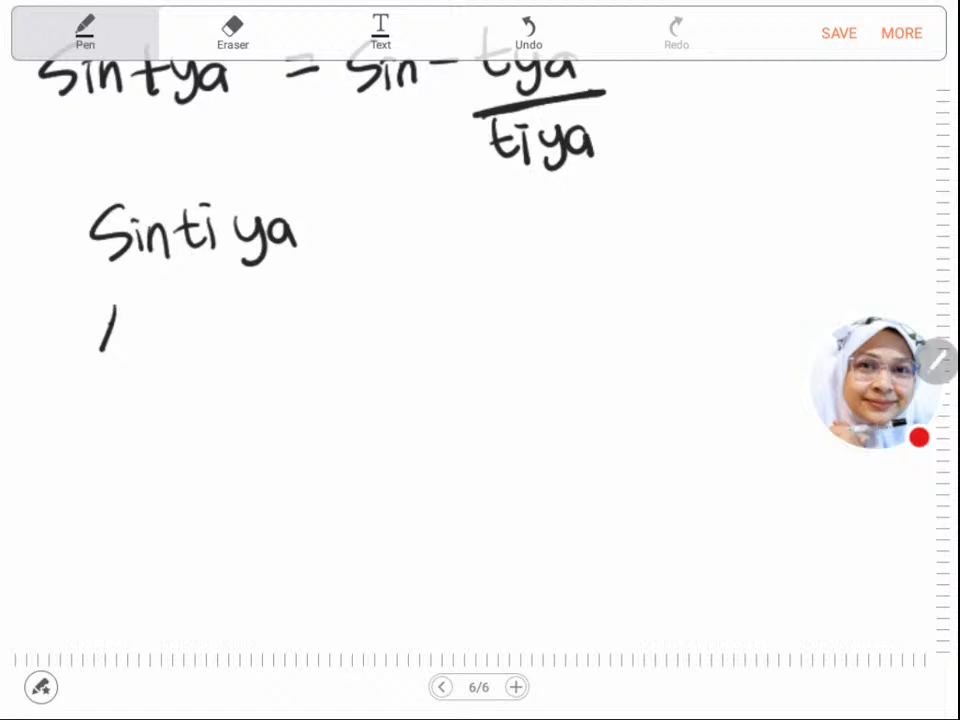 Pen Eraser Text Undo Redo SAVE MORE
Sintya = Sin - tya
tiya
Sintiya
6/6